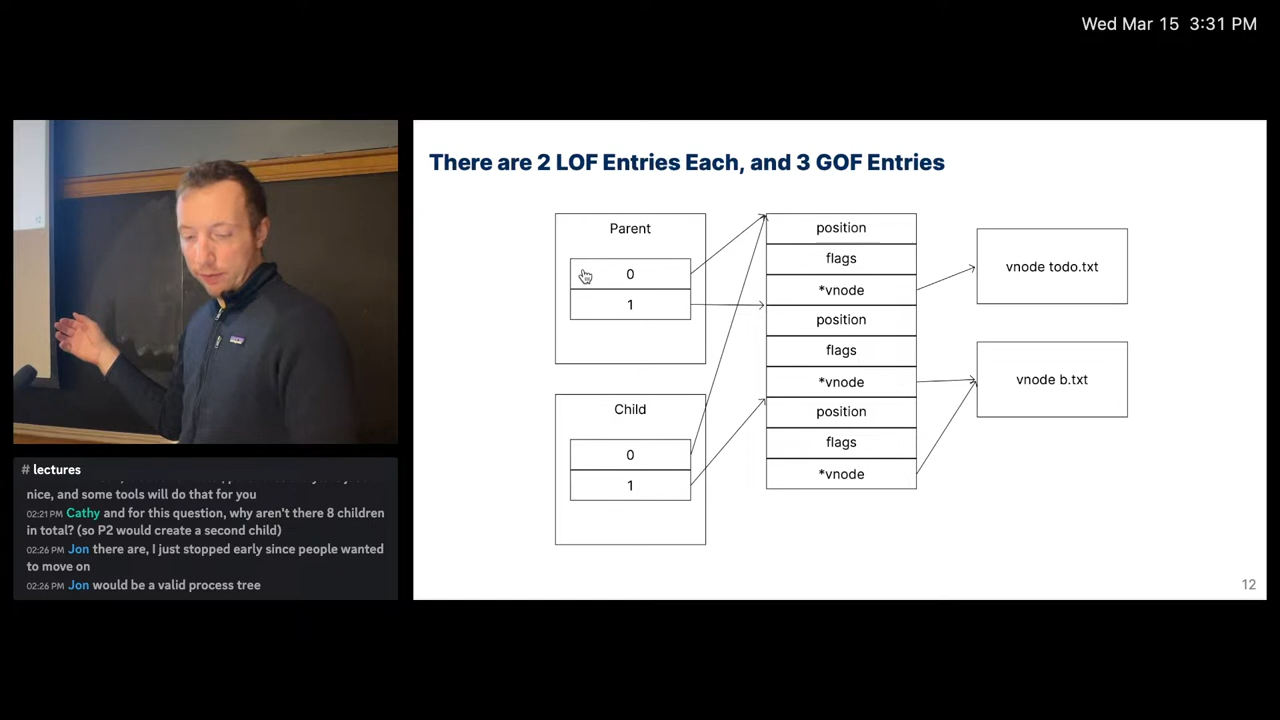 Wed Mar 15 3:31 PM
There are 2 LOF Entries Each, and 3 GOF Entries
Parent
0
1
Child
0
1
position
flags
*vnode
position
flags
*vnode
position
flags
*vnode
vnode todo.txt
vnode b.txt
12
# lectures
nice, and some tools will do that for you
02:21 PM Cathy and for this question, why aren't there 8 children
in total? (so P2 would create a second child)
02:26 PM Jon there are, I just stopped early since people wanted
to move on
02:26 PM Jon would be a valid process tree